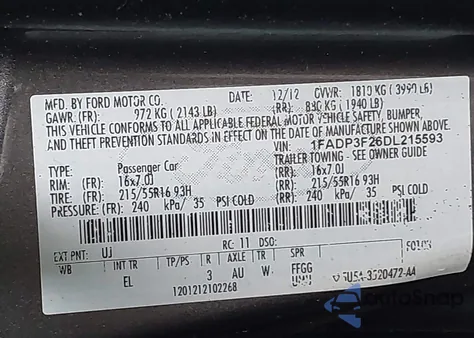 MFD. BY FORD MOTOR CO. DATE: 12/12 GVWR: 1810 KG (3990 LB)
GAWR: (FR): 972 KG (2143 LB) (RR): 880 KG (1940 LB)
THIS VEHICLE CONFORMS TO ALL APPLICABLE FEDERAL MOTOR VEHICLE SAFETY, BUMPER,
AND THEFT PREVENTION STANDARDS IN EFFECT ON THE DATE OF MANUFACTURE SHOWN ABOVE.
VIN: 1FADP3F26DL215593
TYPE: Passenger Car TRAILER TOWING - SEE OWNER GUIDE
RIM: (FR): 16x7.0J (RR): 16x7.0J
TIRE: (FR): 215/55R16 93H (RR): 215/55R16 93H
PRESSURE: (FR): 240 kPa/ 35 PSI COLD (RR): 240 kPa/ 35 PSI COLD
RC: 11 DSO:
EXT PNT: UJ
WB INT TR TP/PS R AXLE TR SPR
EL 3 AU W FFGG
1201212102268
AutoSnap